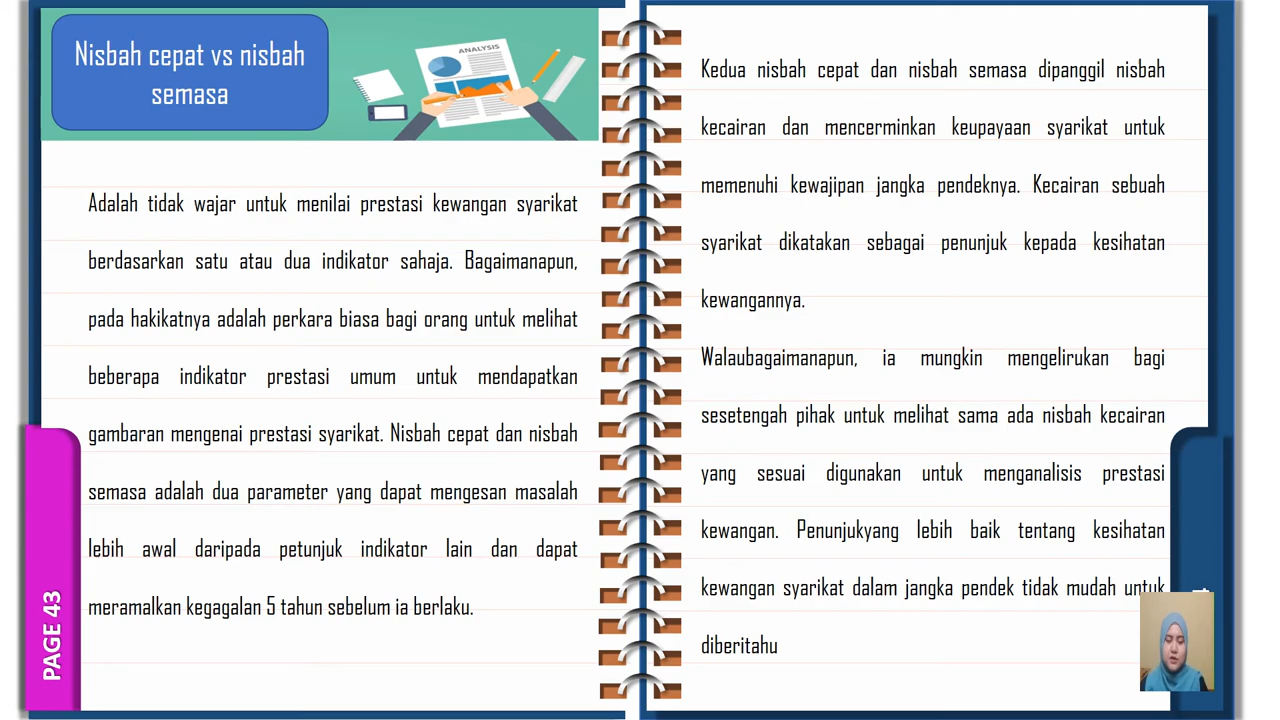 Nisbah cepat vs nisbah
semasa
ANALYSIS
Adalah tidak wajar untuk menilai prestasi kewangan syarikat
berdasarkan satu atau dua indikator sahaja. Bagaimanapun,
pada hakikatnya adalah perkara biasa bagi orang untuk melihat
beberapa indikator prestasi umum untuk mendapatkan
gambaran mengenai prestasi syarikat. Nisbah cepat dan nisbah
semasa adalah dua parameter yang dapat mengesan masalah
lebih awal daripada petunjuk indikator lain dan dapat
meramalkan kegagalan 5 tahun sebelum ia berlaku.
PAGE 43
Kedua nisbah cepat dan nisbah semasa dipanggil nisbah
kecairan dan mencerminkan keupayaan syarikat untuk
memenuhi kewajipan jangka pendeknya. Kecairan sebuah
syarikat dikatakan sebagai penunjuk kepada kesihatan
kewangannya.
Walaubagaimanapun, ia mungkin mengelirukan bagi
sesetengah pihak untuk melihat sama ada nisbah kecairan
yang sesuai digunakan untuk menganalisis prestasi
kewangan. Penunjukyang lebih baik tentang kesihatan
kewangan syarikat dalam jangka pendek tidak mudah untuk
diberitahu